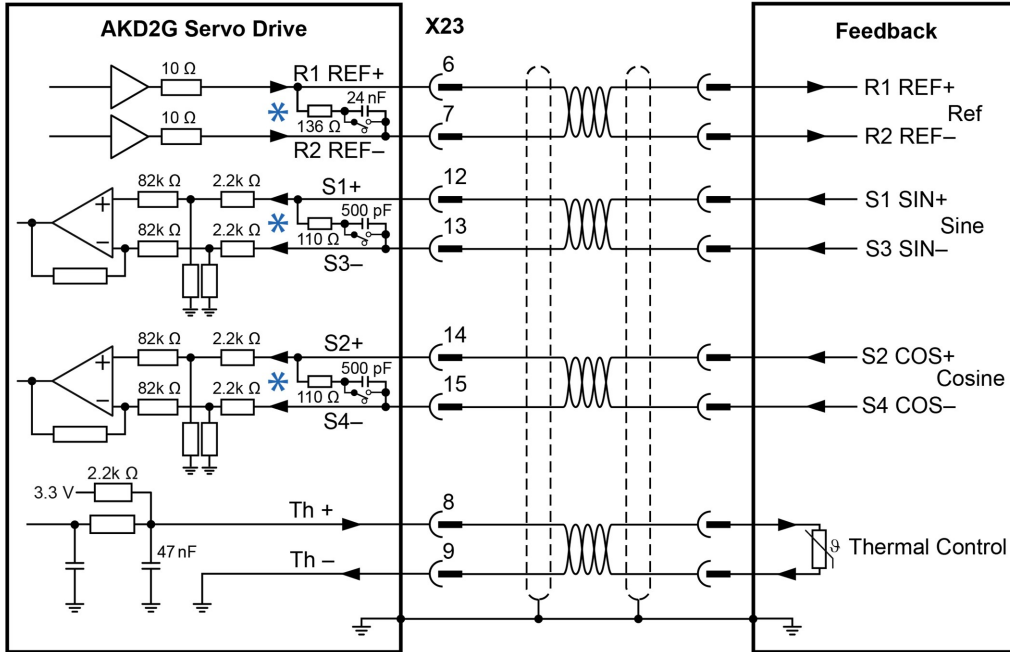 AKD2G Servo Drive
X23
Feedback
10 Ω
R1 REF+
6
R1 REF+
24 nF
*
Ref
10 Ω
136 Ω
7
R2 REF–
R2 REF–
82k Ω
2.2k Ω
S1+
12
S1 SIN+
+
500 pF
*
Sine
–
82k Ω
2.2k Ω
110 Ω
13
S3–
S3 SIN–
82k Ω
2.2k Ω
S2+
14
S2 COS+
+
500 pF
*
Cosine
–
82k Ω
2.2k Ω
110 Ω
15
S4–
S4 COS–
2.2k Ω
3.3 V
Th +
8
47 nF
ϑ Thermal Control
Th –
9